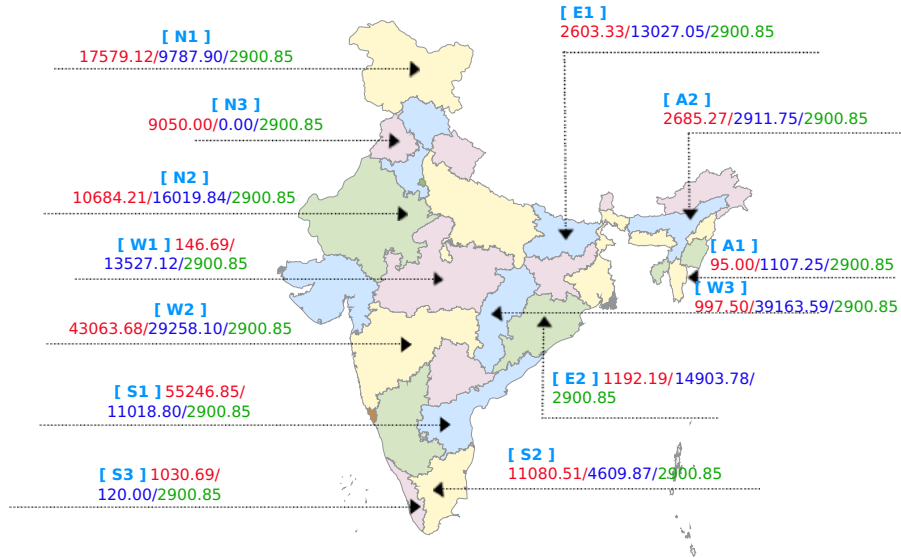 [ E1 ]
2603.33/13027.05/2900.85
[ N1 ]
17579.12/9787.90/2900.85
[ N3 ]
9050.00/0.00/2900.85
[ A2 ]
2685.27/2911.75/2900.85
[ N2 ]
10684.21/16019.84/2900.85
[ W1 ] 146.69/
13527.12/2900.85
[ A1 ]
95.00/1107.25/2900.85
[ W3 ]
997.50/39163.59/2900.85
[ W2 ]
43063.68/29258.10/2900.85
[ E2 ] 1192.19/14903.78/
2900.85
[ S1 ] 55246.85/
11018.80/2900.85
[ S2 ]
11080.51/4609.87/2900.85
[ S3 ] 1030.69/
120.00/2900.85